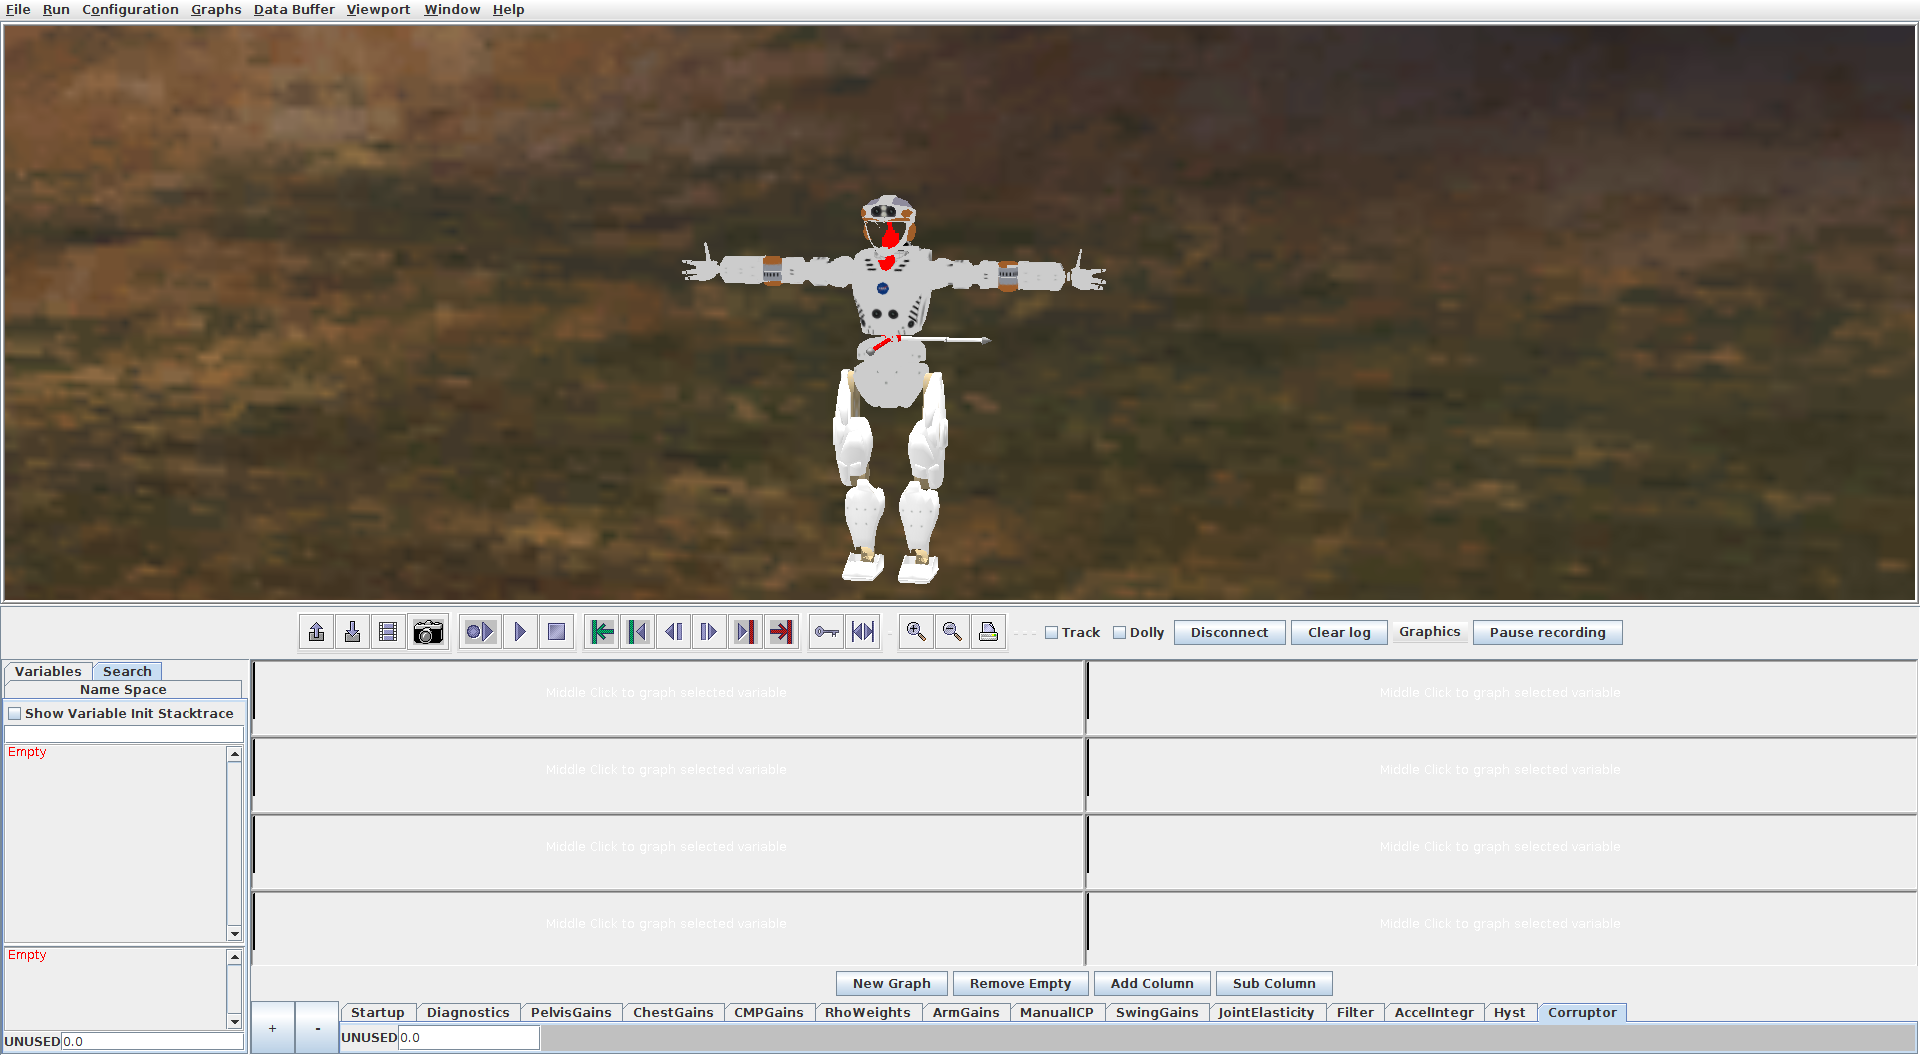 File Run Configuration Graphs Data Buffer Viewport Window Help
Track Dolly Disconnect Clear log Graphics Pause recording
Variables Search
Name Space
Show Variable Init Stacktrace
Empty
Empty
UNUSED 0.0
Middle Click to graph selected variable Middle Click to graph selected variable
Middle Click to graph selected variable Middle Click to graph selected variable
Middle Click to graph selected variable Middle Click to graph selected variable
Middle Click to graph selected variable Middle Click to graph selected variable
New Graph Remove Empty Add Column Sub Column
+ - Startup Diagnostics PelvisGains ChestGains CMPGains RhoWeights ArmGains ManualICP SwingGains JointElasticity Filter AccelIntegr Hyst Corruptor
UNUSED 0.0